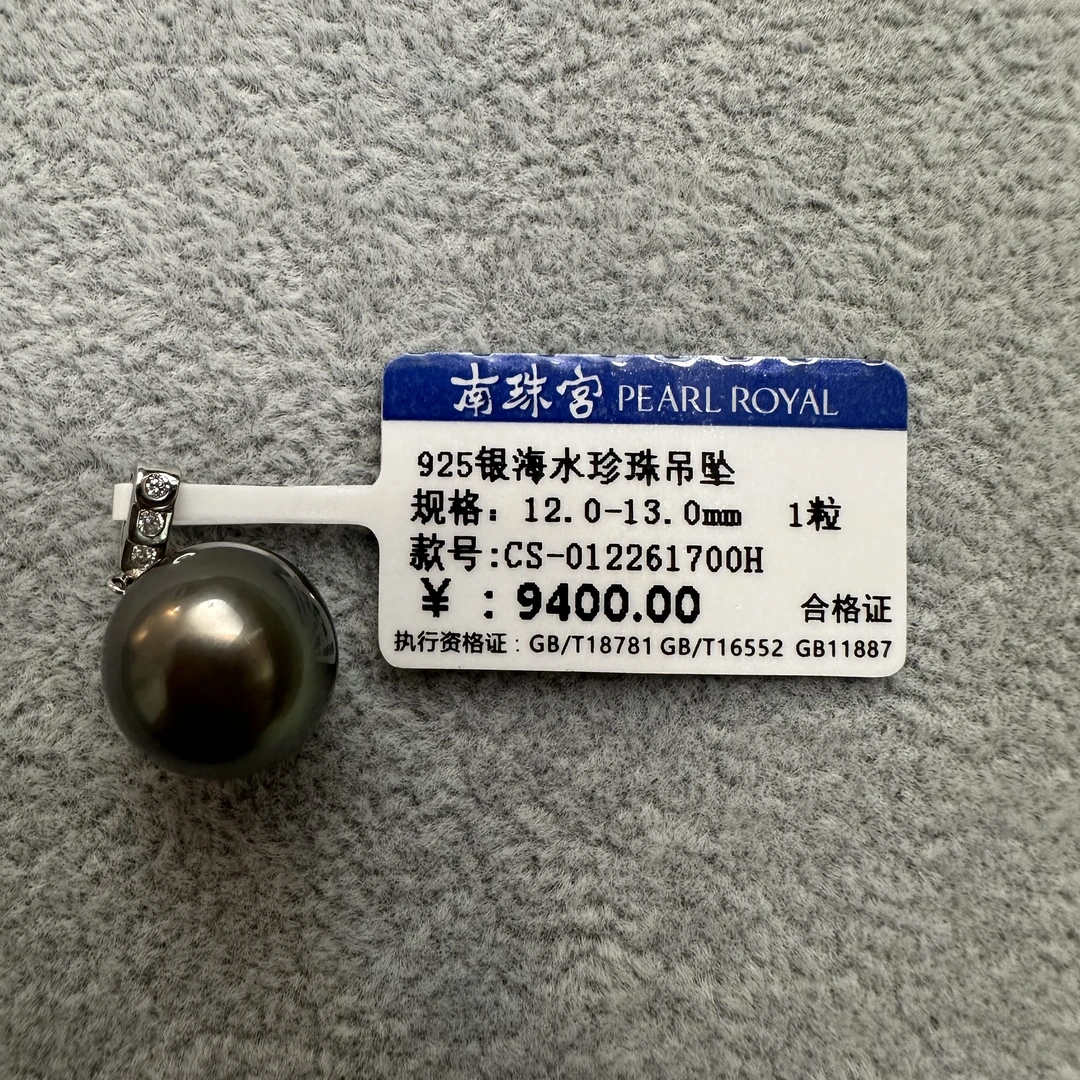 南珠宫 PEARL ROYAL
925银海水珍珠吊坠
规格: 12.0-13.0mm 1粒
款号:CS-012261700H
¥ :9400.00 合格证
执行资格证:GB/T18781 GB/T16552 GB11887